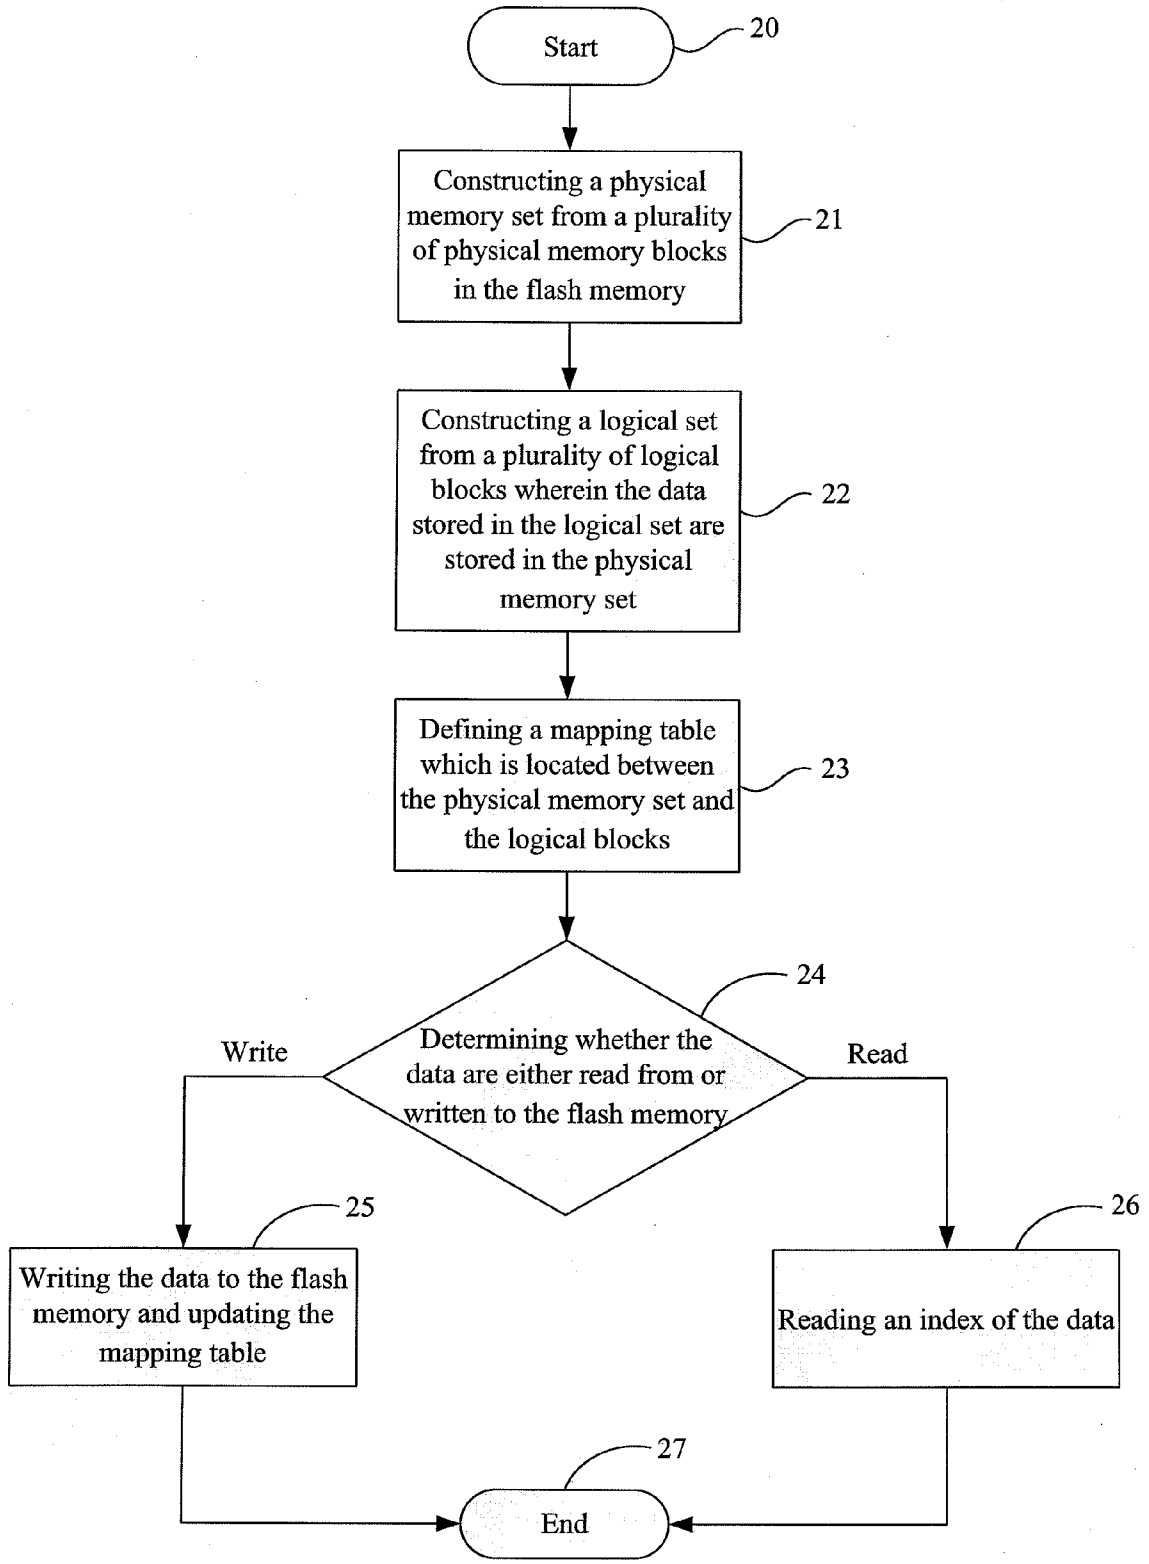 Start
20
Constructing a physical
memory set from a plurality
of physical memory blocks
in the flash memory
21
Constructing a logical set
from a plurality of logical
blocks wherein the data
stored in the logical set are
stored in the physical
memory set
22
Defining a mapping table
which is located between
the physical memory set and
the logical blocks
23
24
Determining whether the
data are either read from or
written to the flash memory
Write
Read
25
Writing the data to the flash
memory and updating the
mapping table
26
Reading an index of the data
27
End